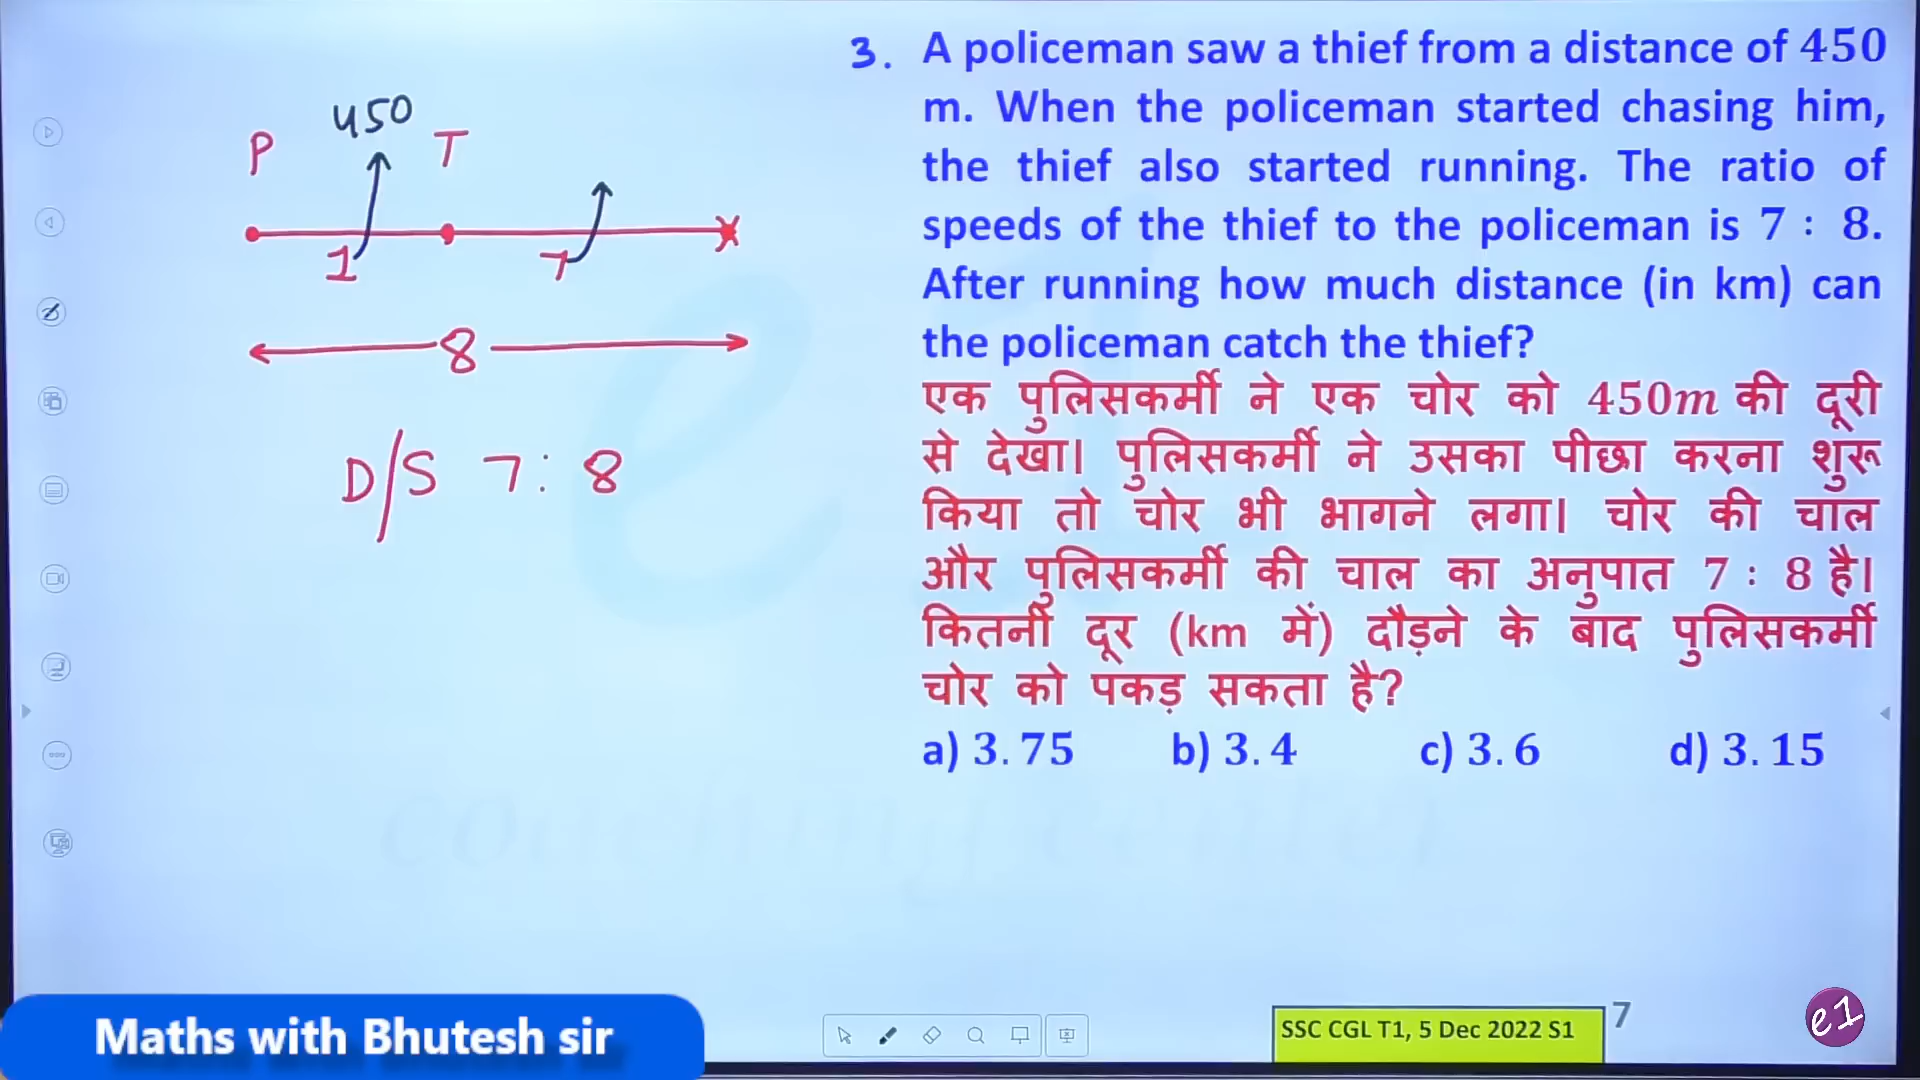 3. A policeman saw a thief from a distance of 450
m. When the policeman started chasing him,
the thief also started running. The ratio of
speeds of the thief to the policeman is 7 : 8.
After running how much distance (in km) can
the policeman catch the thief?
एक पुलिसकर्मी ने एक चोर को 450m की दूरी
से देखा। पुलिसकर्मी ने उसका पीछा करना शुरू
किया तो चोर भी भागने लगा। चोर की चाल
और पुलिसकर्मी की चाल का अनुपात 7 : 8 है।
कितनी दूर (km में) दौड़ने के बाद पुलिसकर्मी
चोर को पकड़ सकता है?
a) 3.75 b) 3.4 c) 3.6 d) 3.15
450
P T
1 7
8
D/S 7 : 8
e1
coaching center
Maths with Bhutesh sir
SSC CGL T1, 5 Dec 2022 S1
7
e1